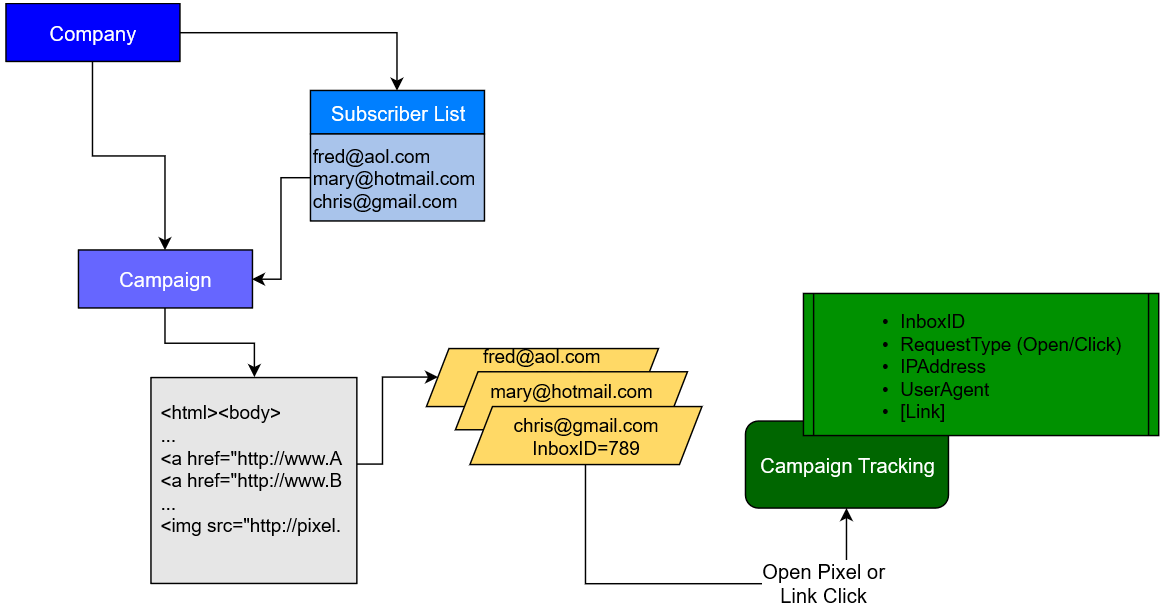 Company
Subscriber List
fred@aol.com
mary@hotmail.com
chris@gmail.com
Campaign
<html><body>
...
<a href="http://www.A
<a href="http://www.B
...
<img src="http://pixel.
fred@aol.com
mary@hotmail.com
chris@gmail.com
InboxID=789
• InboxID
• RequestType (Open/Click)
• IPAddress
• UserAgent
• [Link]
Campaign Tracking
Open Pixel or
Link Click